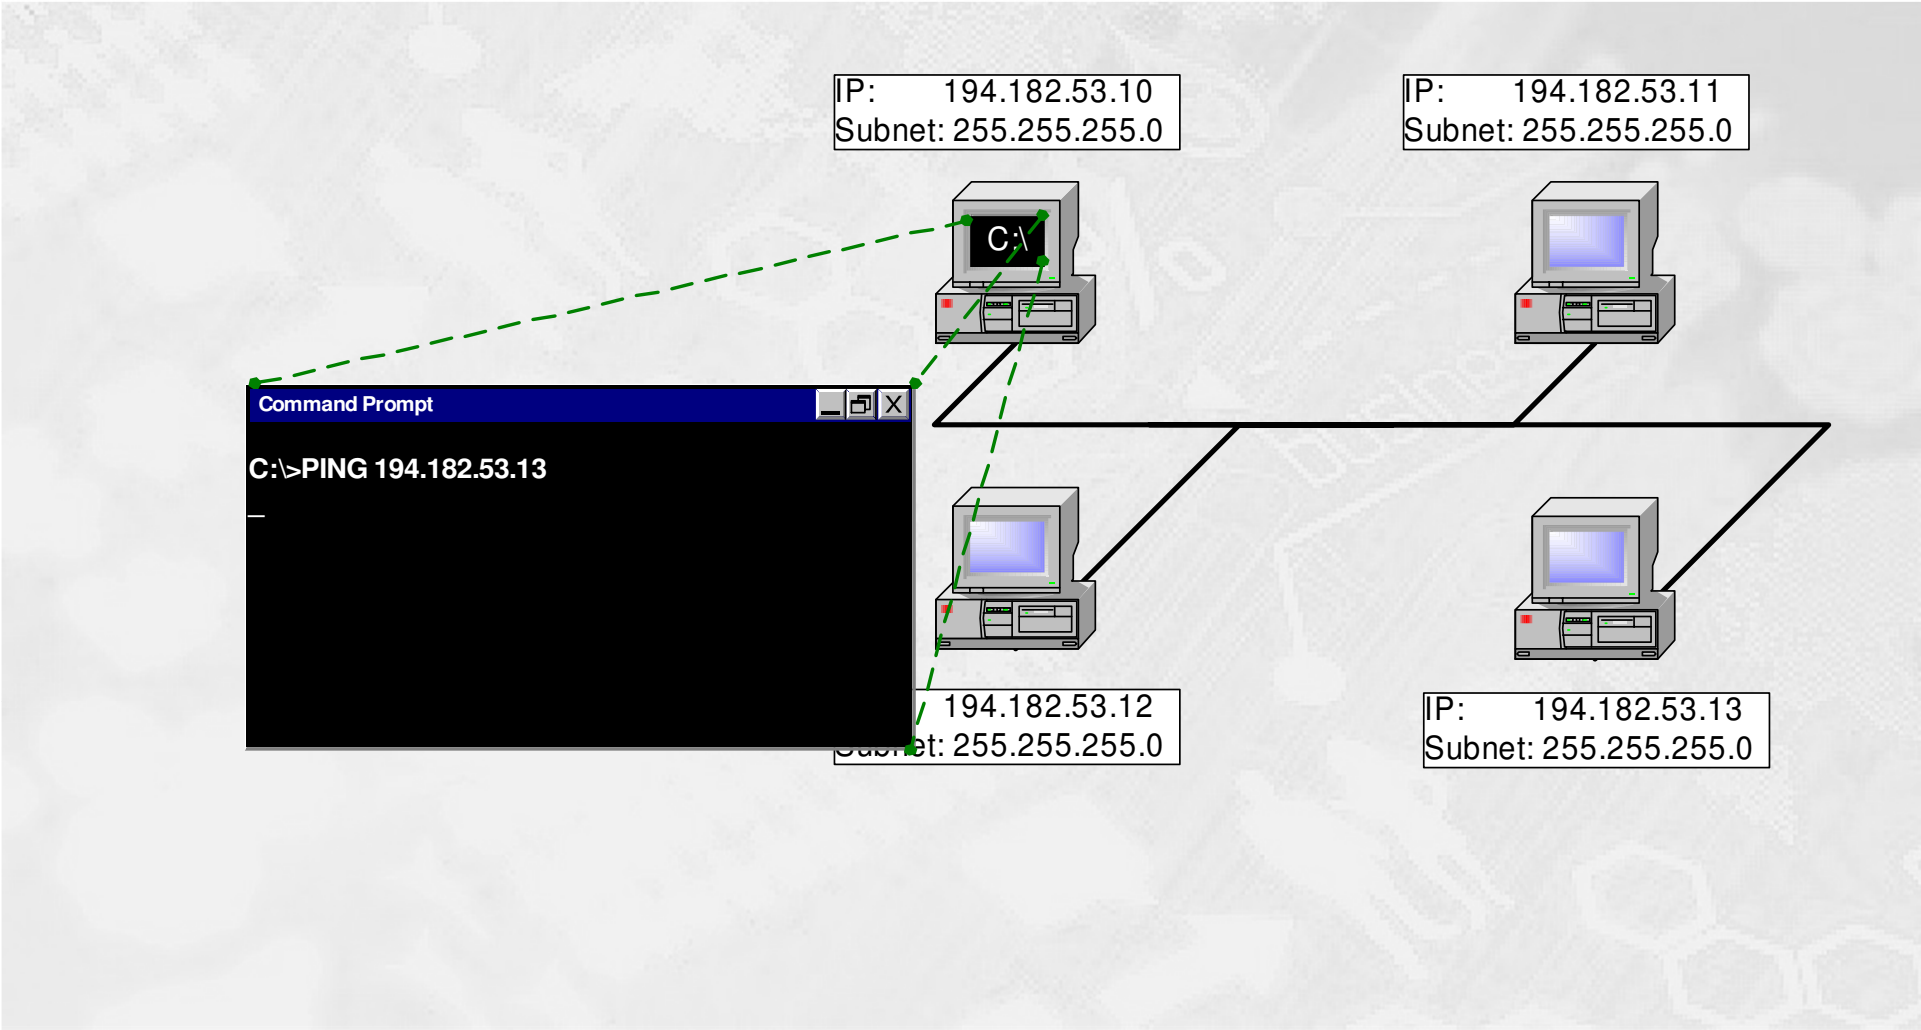 IP: 194.182.53.10
Subnet: 255.255.255.0
IP: 194.182.53.11
Subnet: 255.255.255.0
C:\
Command Prompt
C:\>PING 194.182.53.13
_
194.182.53.12
Subnet: 255.255.255.0
IP: 194.182.53.13
Subnet: 255.255.255.0